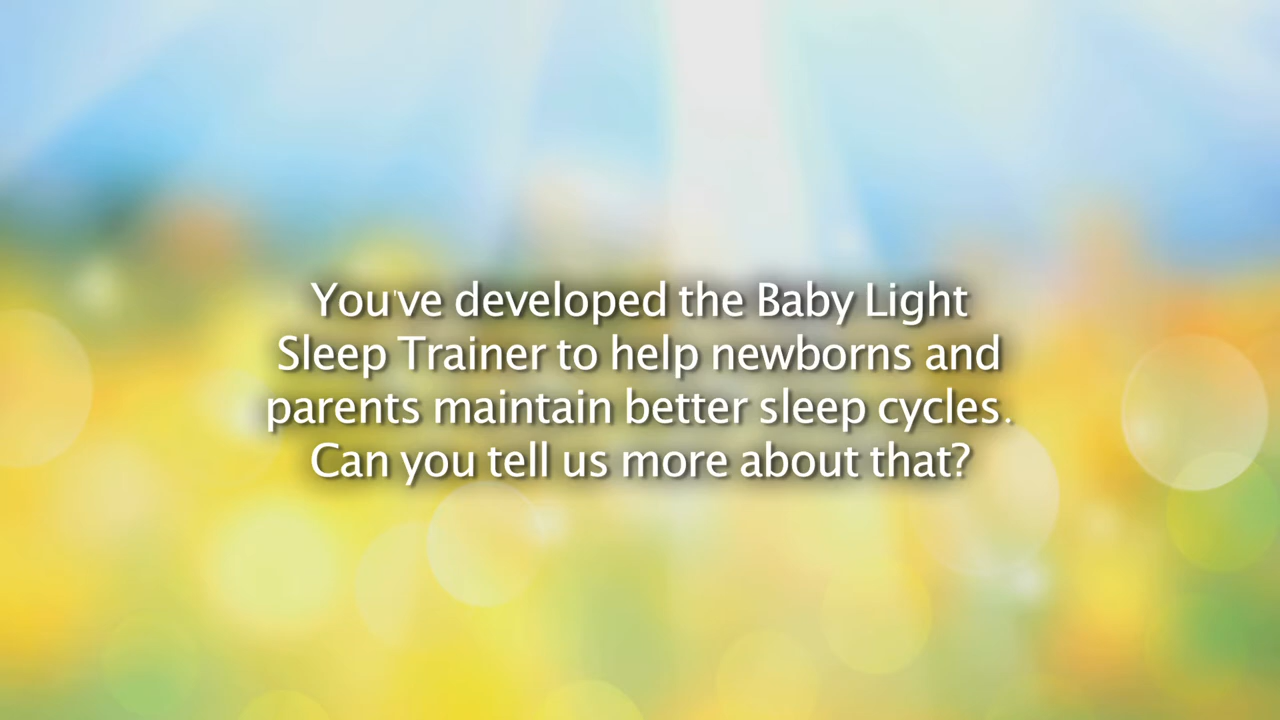 You've developed the Baby Light
Sleep Trainer to help newborns and
parents maintain better sleep cycles.
Can you tell us more about that?